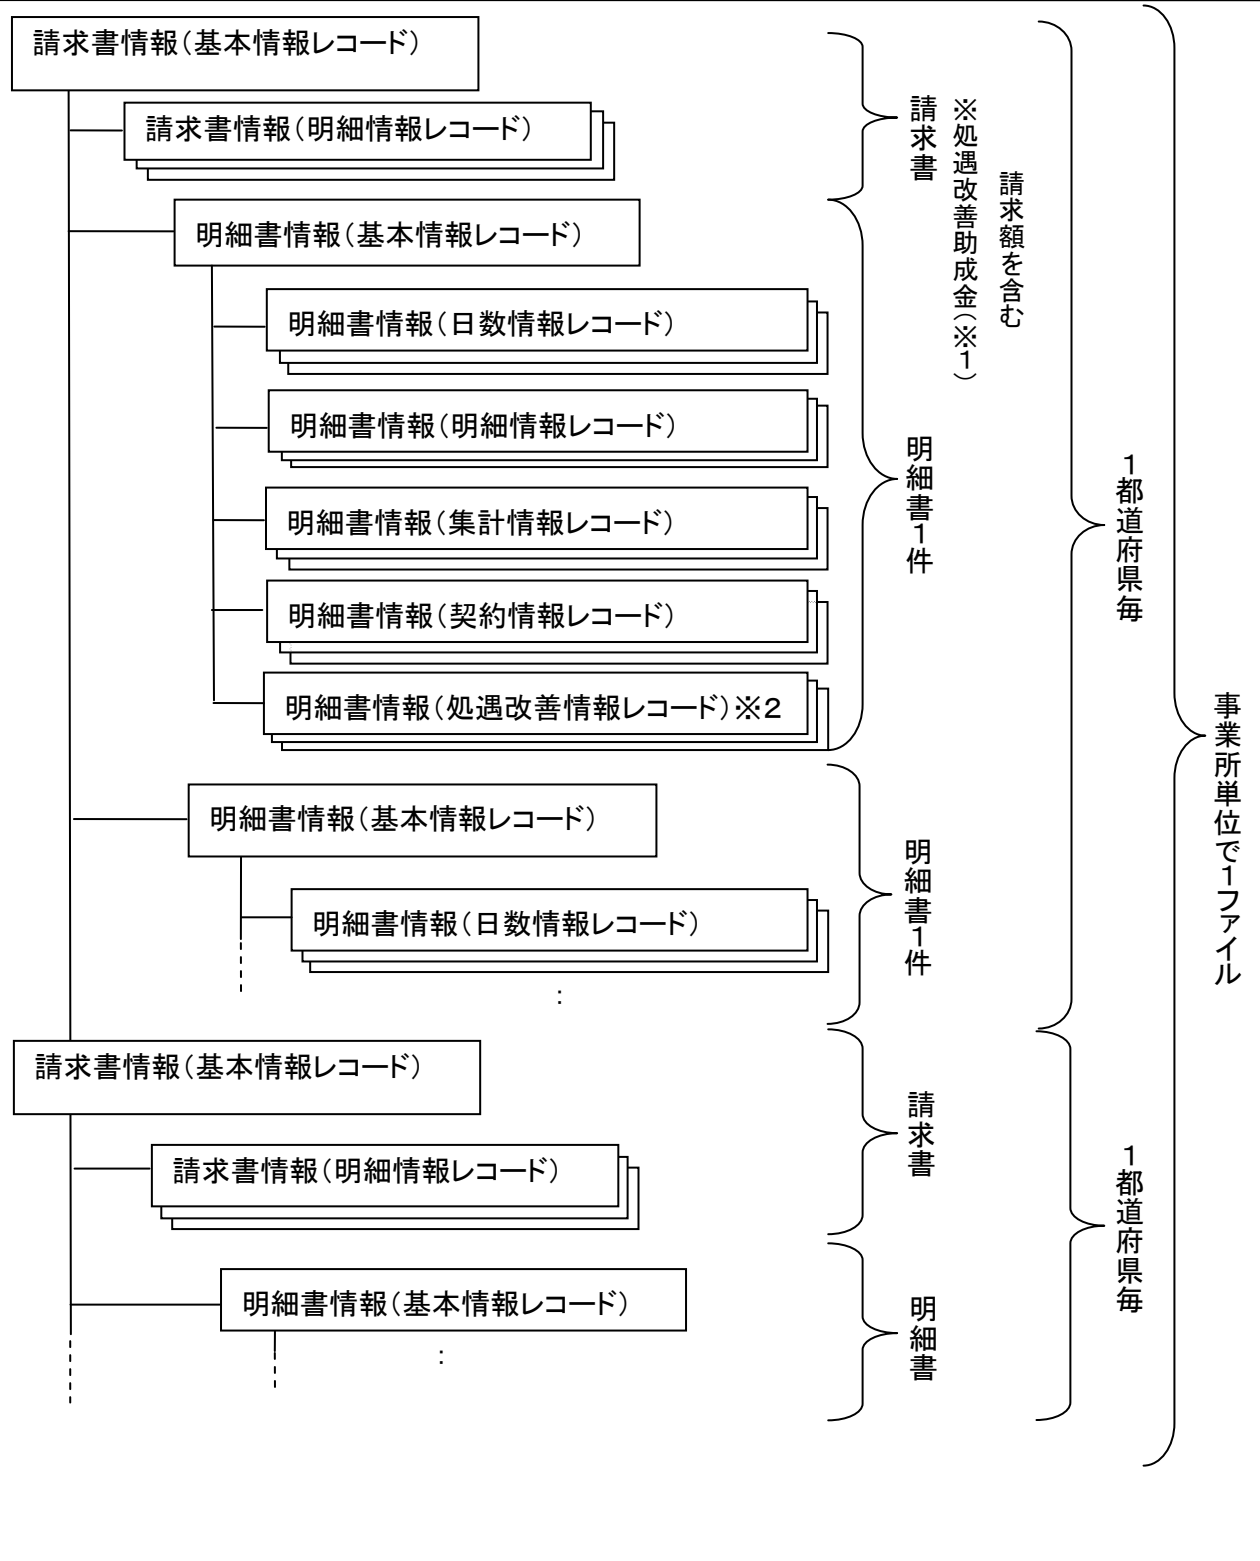 請求書情報(基本情報レコード)
請求書情報(明細情報レコード)
明細書情報(基本情報レコード)
明細書情報(日数情報レコード)
明細書情報(明細情報レコード)
明細書情報(集計情報レコード)
明細書情報(契約情報レコード)
明細書情報(処遇改善情報レコード)※2
明細書情報(基本情報レコード)
明細書情報(日数情報レコード)
:
請求書情報(基本情報レコード)
請求書情報(明細情報レコード)
明細書情報(基本情報レコード)
:
請求書
※処遇改善助成金(※1)
請求額を含む
明細書1件
明細書1件
請求書
明細書
1都道府県毎
1都道府県毎
事業所単位で1ファイル